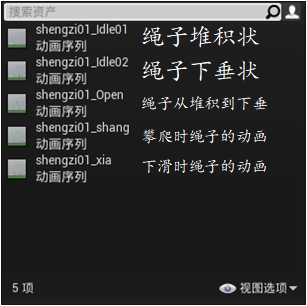 搜索资产
shengzi01_Idle01
动画序列
绳子堆积状
shengzi01_Idle02
动画序列
绳子下垂状
shengzi01_Open
动画序列
绳子从堆积到下垂
shengzi01_shang
动画序列
攀爬时绳子的动画
shengzi01_xia
动画序列
下滑时绳子的动画
5 项
视图选项